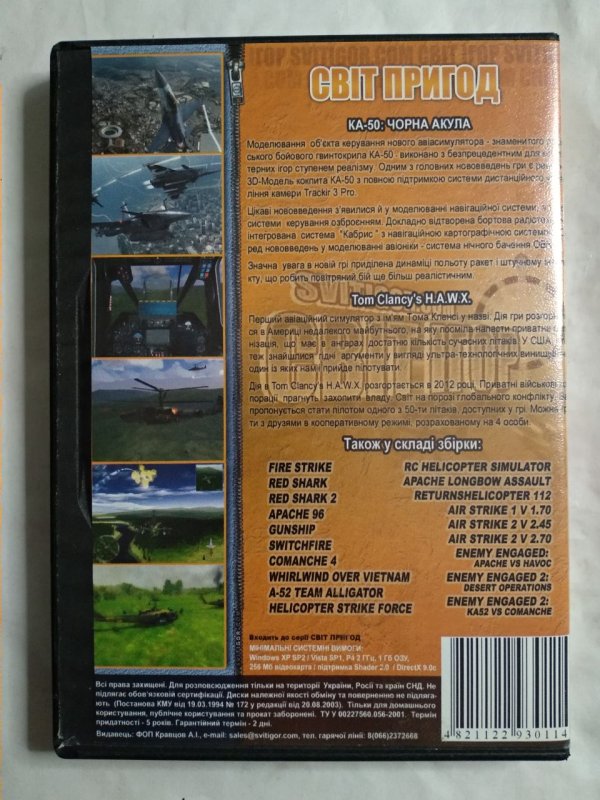 СВІТ ПРИГОД
КА-50: ЧОРНА АКУЛА
Моделювання об'єкта керування нового авіасимулятора - знаменитого
ського бойового гвинтокрила КА-50 - виконано з безпрецедентним для
терних ігор ступенем реалізму. Одним з головних нововведень гри є
3D-Модель кокпита КА-50 з повною підтримкою системи дистанційного
ління камери Trackir 3 Pro.
Цікаві нововведення з'явилися й у моделюванні навігаційної системи,
системи керування озброєнням. Докладно відтворена бортова
інтегрована система "Кабрис" з навігаційною картографічною системою
ред нововведень у моделюванні авіоніки - система нічного бачення
Значна увага в новій грі приділена динаміці польоту ракет і штучному
кту, що робить повітряний бій ще більш реалістичним.
Tom Clancy's H.A.W.X.
Перший авіаційний симулятор з ім'ям Тома Кленсі у назві. Дія гри
ся в Америці недалекого майбутнього, на яку посміла напасти приватна
нізація, що має в ангарах достатню кількість сучасних літаків. У США
теж знайшлися одні аргументи у вигляді ультра-технологічних
один із яких нам і прийде пілотувати.
Дія в Tom Clancy's H.A.W.X. розгортається в 2012 році. Приватні військові
порації прагнуть захопити владу. Світ на порозі глобального конфлікту.
пропонується стати пілотом одного з 50-ти літаків, доступних у грі.
ти з друзями в кооперативному режимі, розрахованому на 4 особи.
Також у складі збірки:
FIRE STRIKE
RED SHARK
RED SHARK 2
APACHE 96
GUNSHIP
SWITCHFIRE
COMANCHE 4
WHIRLWIND OVER VIETNAM
A-52 TEAM ALLIGATOR
HELICOPTER STRIKE FORCE
RC HELICOPTER SIMULATOR
APACHE LONGBOW ASSAULT
RETURNSHELICOPTER 112
AIR STRIKE 1 V 1.70
AIR STRIKE 2 V 2.45
AIR STRIKE 2 V 2.70
ENEMY ENGAGED:
APACHE VS HAVOC
ENEMY ENGAGED 2:
DESERT OPERATIONS
ENEMY ENGAGED 2:
KA52 VS COMANCHE
Входить до серії СВІТ ПРИГОД
МІНІМАЛЬНІ СИСТЕМНІ ВИМОГИ:
Windows XP SP2 / Vista SP1, P4 2 ГГц, 1 Гб ОЗУ,
256 Мб відеокарта / підтримка Shader 2.0 / DirectX 9.0c
Всі права захищені. Для розповсюдження тільки на території України, Росії та країн СНД. Не
підлягає обов'язковій сертифікації. Диски належної якості обміну та поверненню не підляга-
ють (Постанова КМУ від 19.03.1994 № 172 у редакції від 20.08.2003). Тільки для домашнього
користування, публічне користування та прокат заборонені. ТУ У 00227560.056-2001. Термін
придатності - 5 років. Гарантійний термін - 2 дні.
Видавець: ФОП Кравцов А.І., e-mail: sales@svitigor.com, тел. гарячої лінії: 8(066)2372668
4821122930114